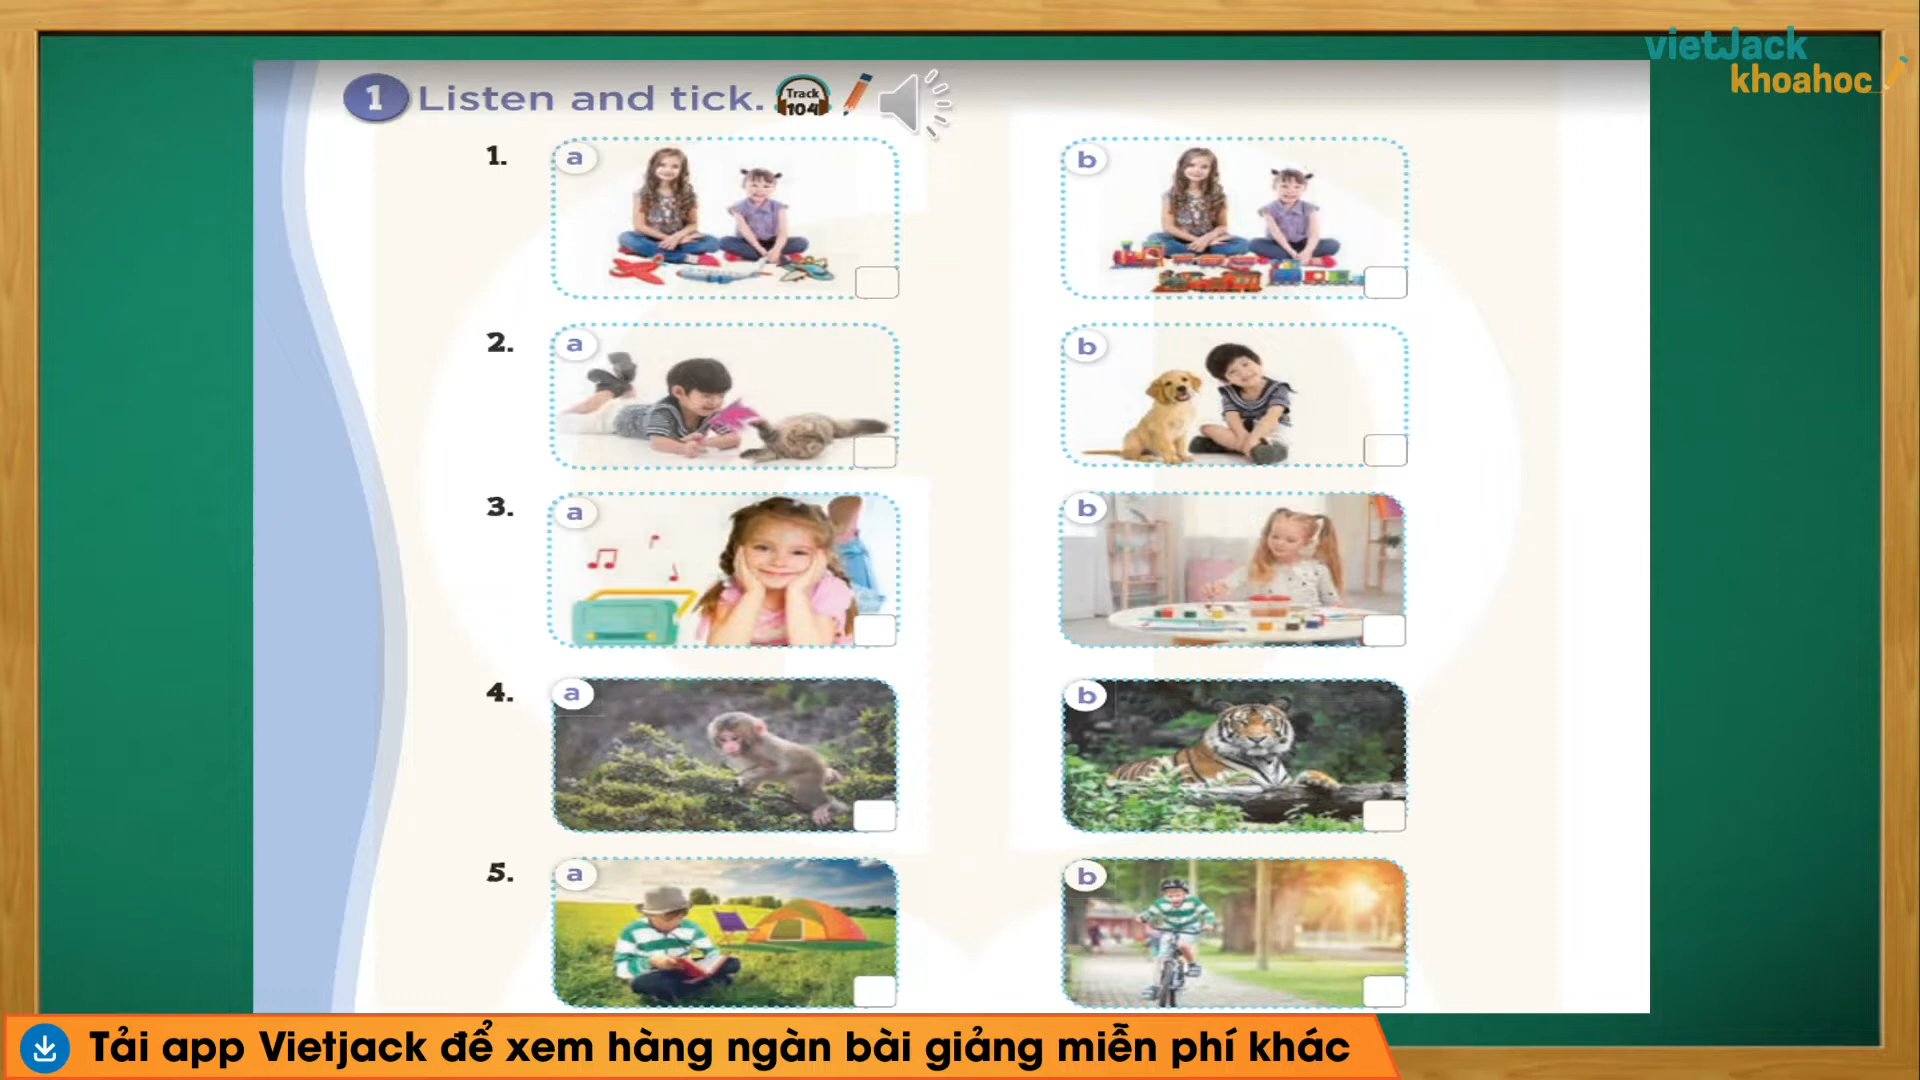 vietJack
khoahoc
1 Listen and tick. Track 104
1.
a
b
2.
a
b
3.
a
b
4.
a
b
5.
a
b
Tải app Vietjack để xem hàng ngàn bài giảng miễn phí khác